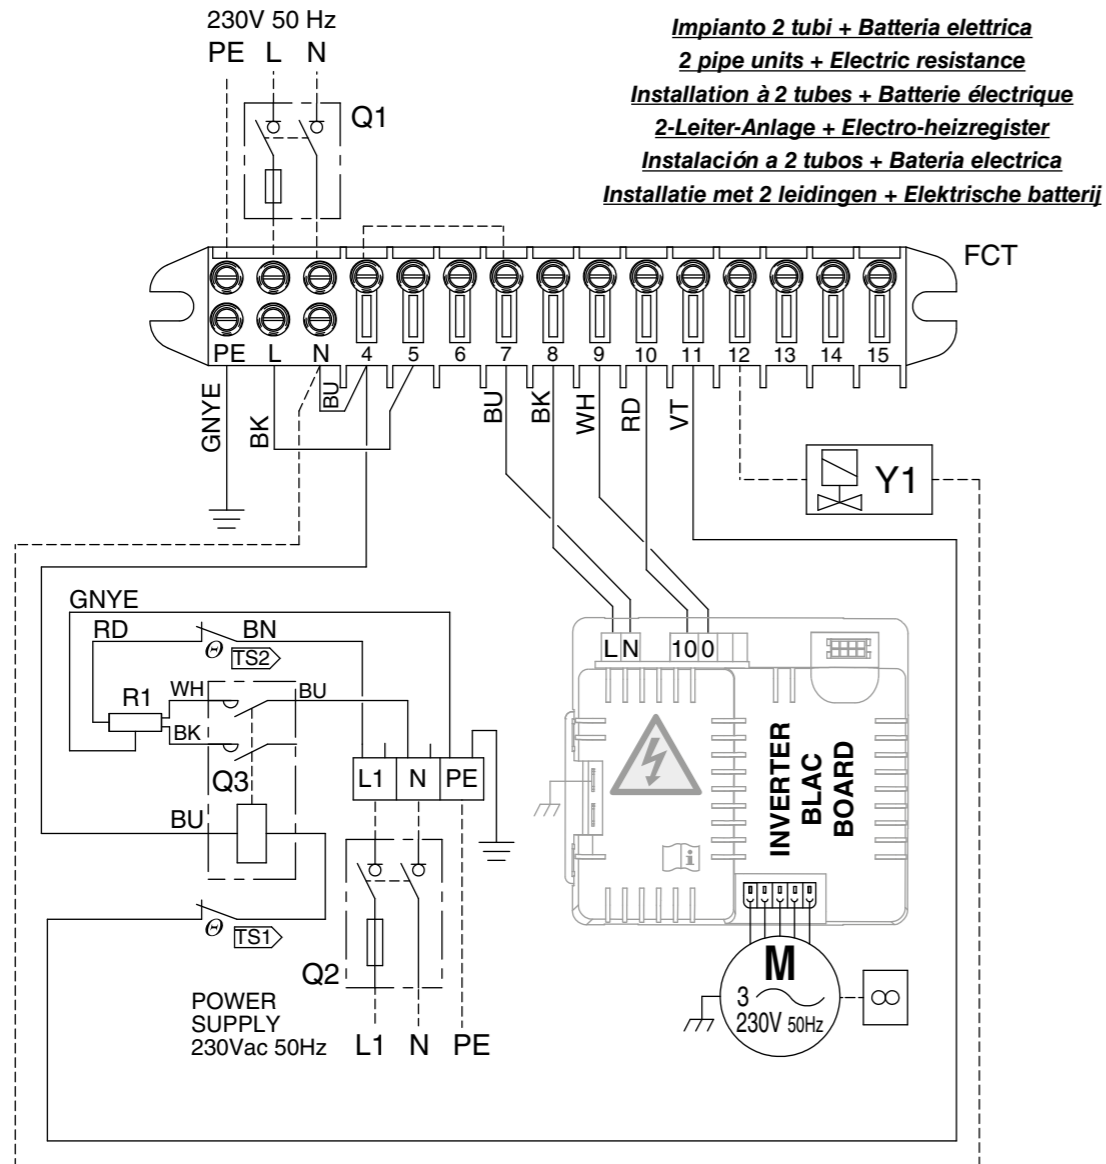 230V 50 Hz
PE L N
Q1
Impianto 2 tubi + Batteria elettrica
2 pipe units + Electric resistance
Installation à 2 tubes + Batterie électrique
2-Leiter-Anlage + Electro-heizregister
Instalación a 2 tubos + Bateria electrica
Installatie met 2 leidingen + Elektrische batterij
FCT
PE L N 4 5 6 7 8 9 10 11 12 13 14 15
GNYE BK BU BU BK WH RD VT
Y1
GNYE
RD BN
Θ TS2
R1 WH BU
BK
Q3
L1 N PE
BU
Θ TS1
Q2
POWER
SUPPLY
230Vac 50Hz
L1 N PE
L N 10 0
INVERTER
BLAC
BOARD
i
M
3
230V 50Hz
8